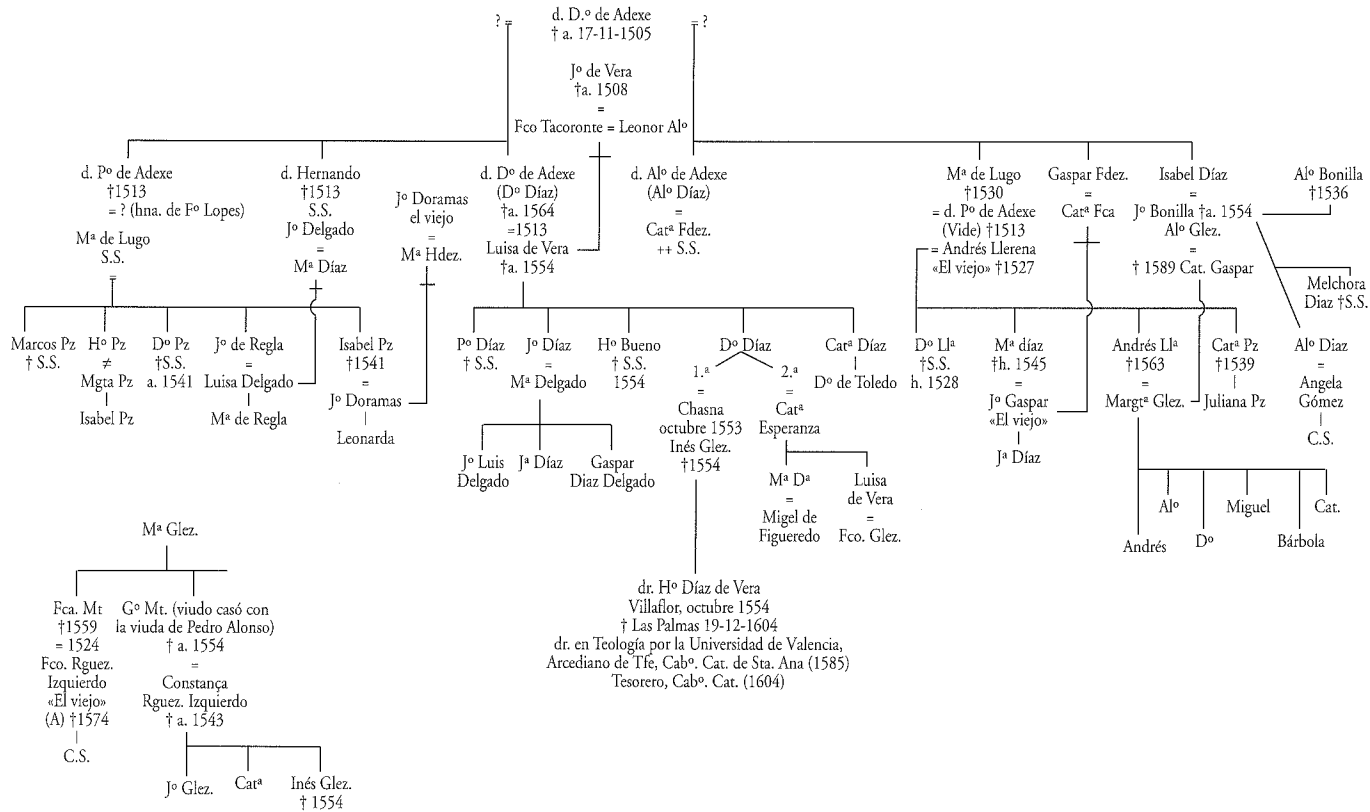 ? =
d. D.º de Adexe
† a. 17-11-1505
= ?
Jº de Vera
†a. 1508
=
Fco Tacoronte = Leonor Alº
d. Pº de Adexe
†1513
= ? (hna. de Fº Lopes)
Mª de Lugo
S.S.
=
d. Hernando
†1513
S.S.
Jº Delgado
=
Mª Díaz
Jº Doramas
el viejo
=
Mª Hdez.
d. Dº de Adexe
(Dº Díaz)
†a. 1564
=1513
Luisa de Vera
†a. 1554
d. Alº de Adexe
(Alº Díaz)
=
Catª Fdez.
++ S.S.
Mª de Lugo
†1530
= d. Pº de Adexe
(Vide) †1513
= Andrés Llerena
«El viejo» †1527
Gaspar Fdez.
=
Catª Fca
Isabel Díaz
=
Jº Bonilla †a. 1554
Alº Glez.
=
† 1589 Cat. Gaspar
Alº Bonilla
†1536
Melchora
Diaz †S.S.
Alº Diaz
=
Angela
Gómez
C.S.
Marcos Pz
† S.S.
Hº Pz
≠
Mgta Pz
Isabel Pz
Dº Pz
†S.S.
a. 1541
Jº de Regla
=
Luisa Delgado
Mª de Regla
Isabel Pz
†1541
=
Jº Doramas
Leonarda
Pº Díaz
† S.S.
Jº Díaz
=
Mª Delgado
Hº Bueno
† S.S.
1554
Dº Díaz
1.ª
=
Chasna
octubre 1553
Inés Glez.
†1554
2.ª
=
Catª
Esperanza
Catª Díaz
Dº de Toledo
Dº Llª
†S.S.
h. 1528
Mª díaz
†h. 1545
=
Jº Gaspar
«El viejo»
Jª Díaz
Andrés Llª
†1563
=
Margtª Glez.
Catª Pz
†1539
Juliana Pz
Jº Luis
Delgado
Jª Díaz
Gaspar
Diaz Delgado
Mª Dª
=
Migel de
Figueredo
Luisa
de Vera
=
Fco. Glez.
Andrés
Alº
Dº
Miguel
Bárbola
Cat.
dr. Hº Díaz de Vera
Villaflor, octubre 1554
† Las Palmas 19-12-1604
dr. en Teología por la Universidad de Valencia,
Arcediano de Tfe, Cabº. Cat. de Sta. Ana (1585)
Tesorero, Cabº. Cat. (1604)
Mª Glez.
Fca. Mt
†1559
= 1524
Fco. Rguez.
Izquierdo
«El viejo»
(A) †1574
C.S.
Gº Mt. (viudo casó con
la viuda de Pedro Alonso)
† a. 1554
=
Constança
Rguez. Izquierdo
† a. 1543
Jº Glez.
Catª
Inés Glez.
† 1554